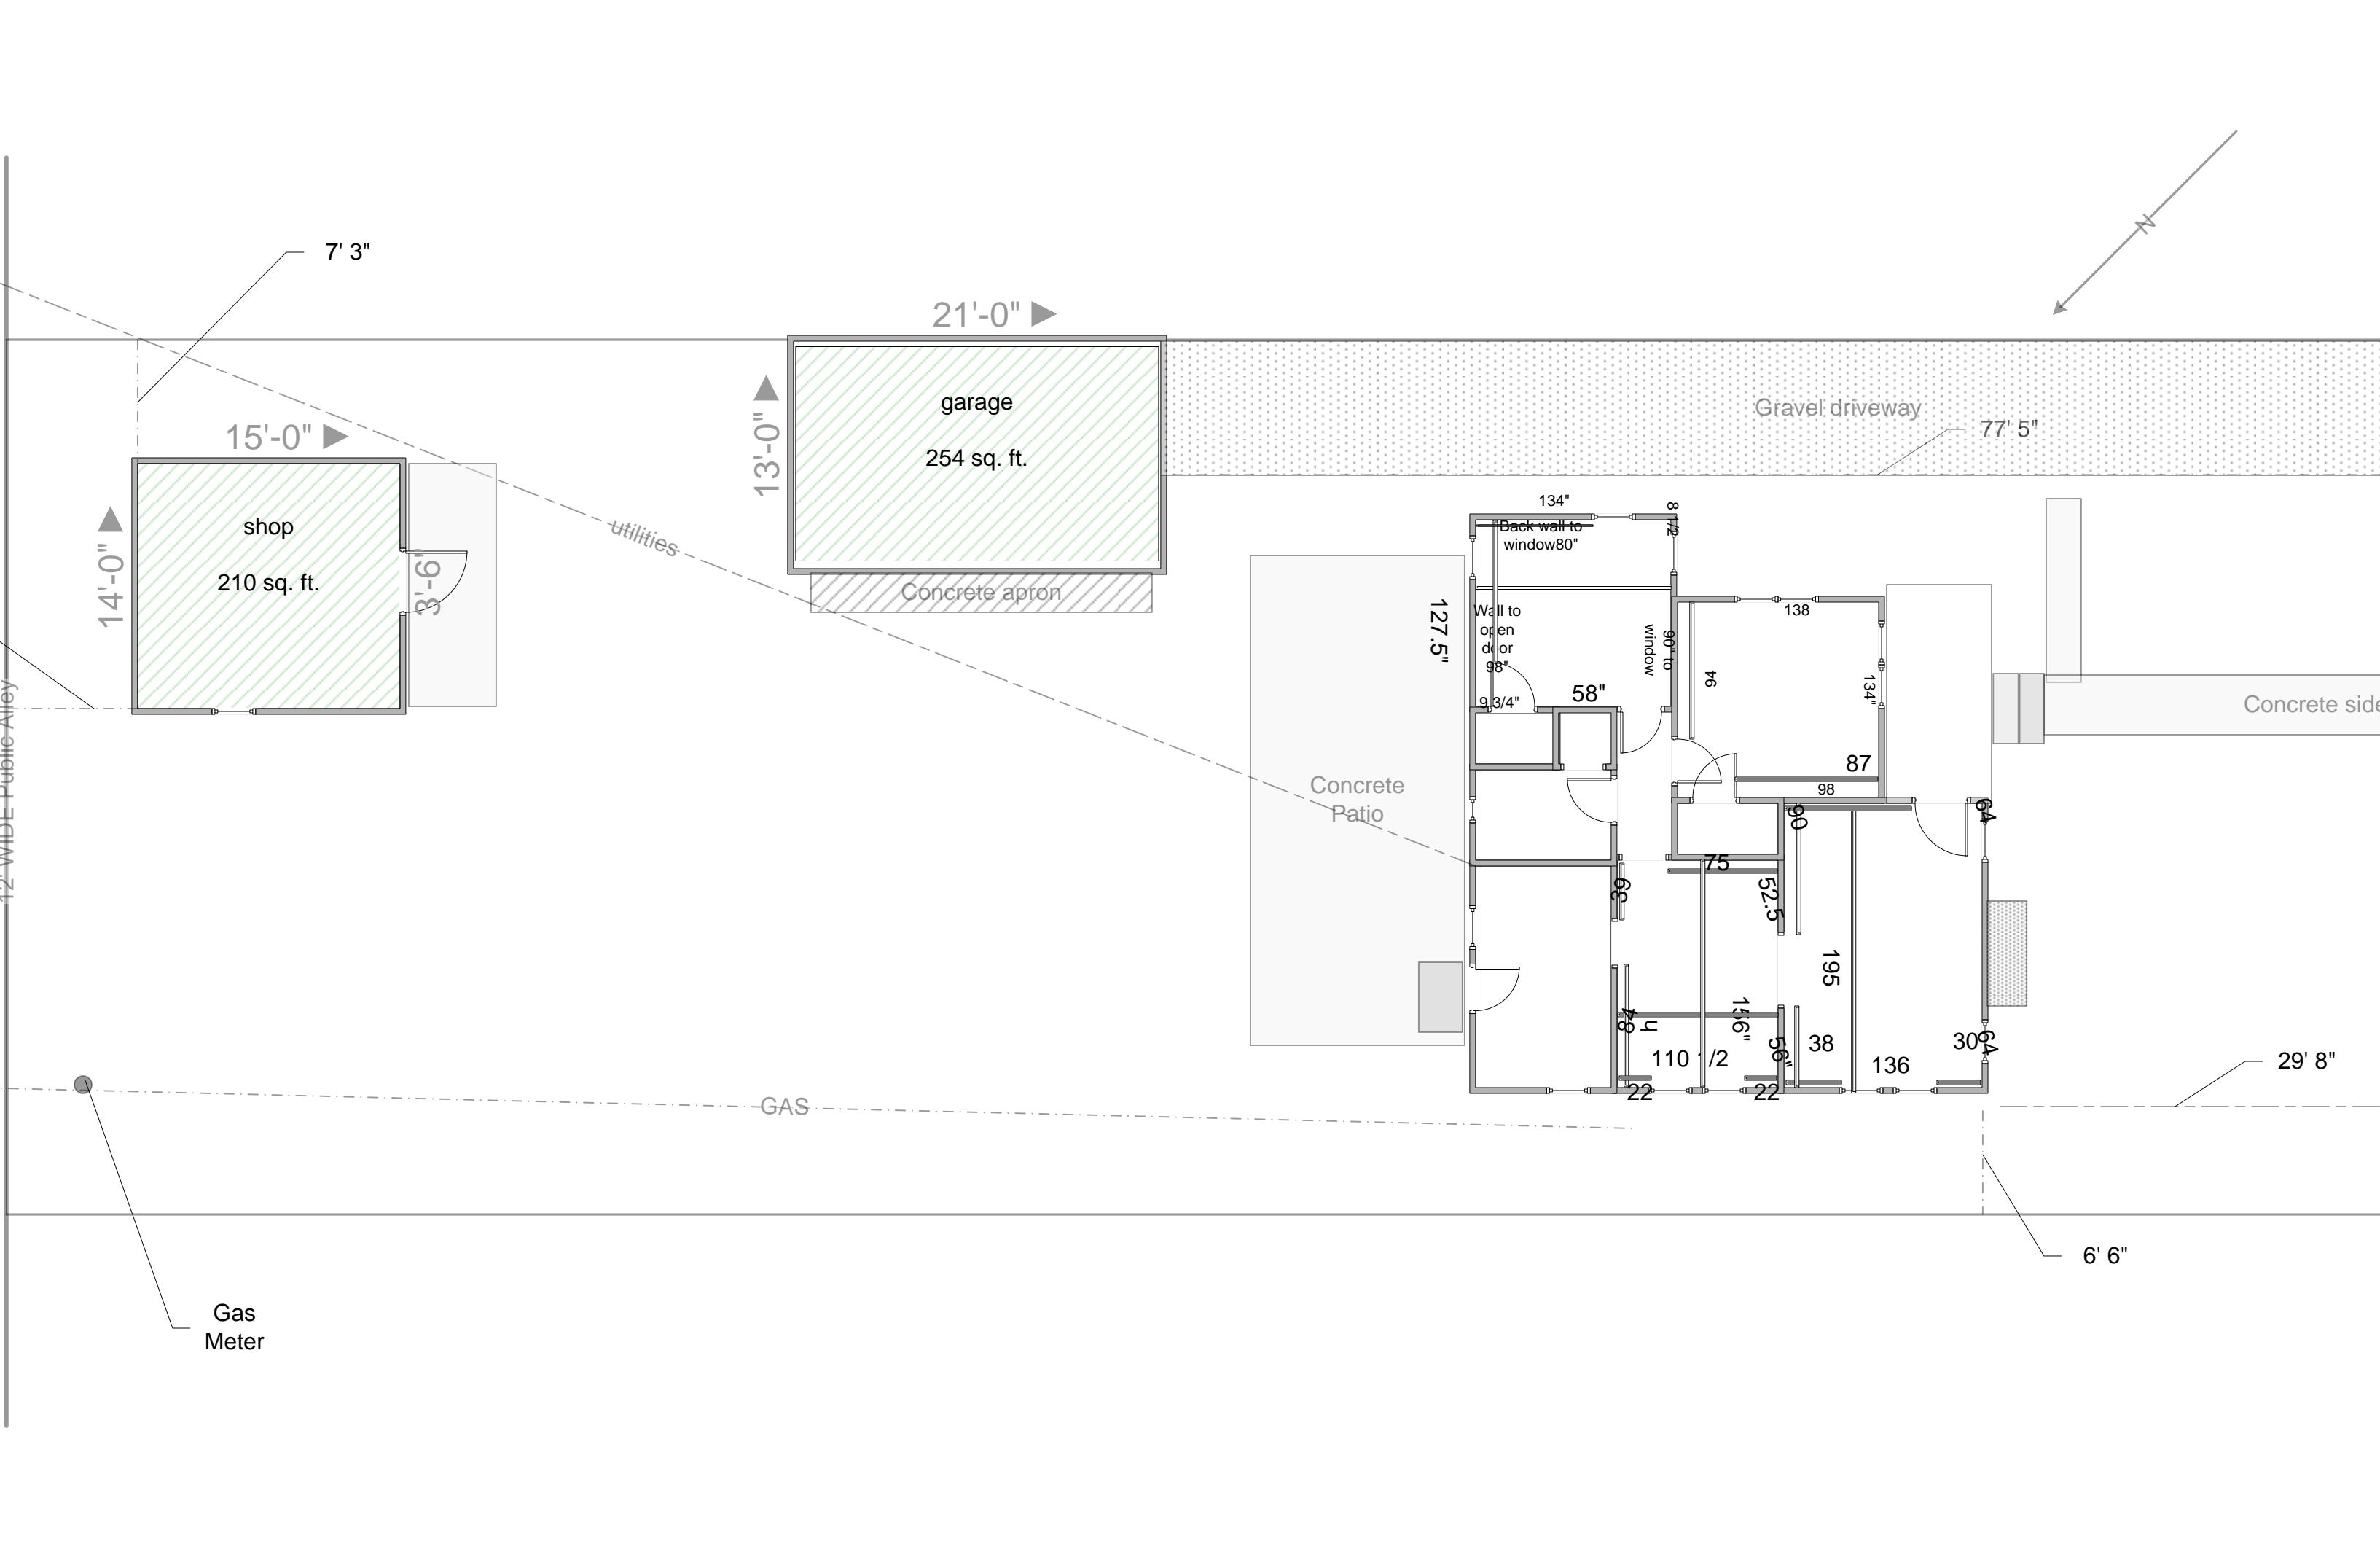 7' 3"
N
21'-0"
garage
13'-0"
254 sq. ft.
Gravel driveway
77' 5"
15'-0"
shop
14'-0"
210 sq. ft.
3'-6"
utilities
Concrete apron
134"
8 1/2
Back wall to
window80"
127.5"
Wall to
open
door
98"
9 3/4"
58"
90" to
window
138
94
134"
87
98
Concrete side
Concrete
Patio
12' WIDE Public Alley
90
64
75
39
52.5
195
84
h
156"
56"
110 1/2
38
136
30
64
22
22
29' 8"
GAS
6' 6"
Gas
Meter